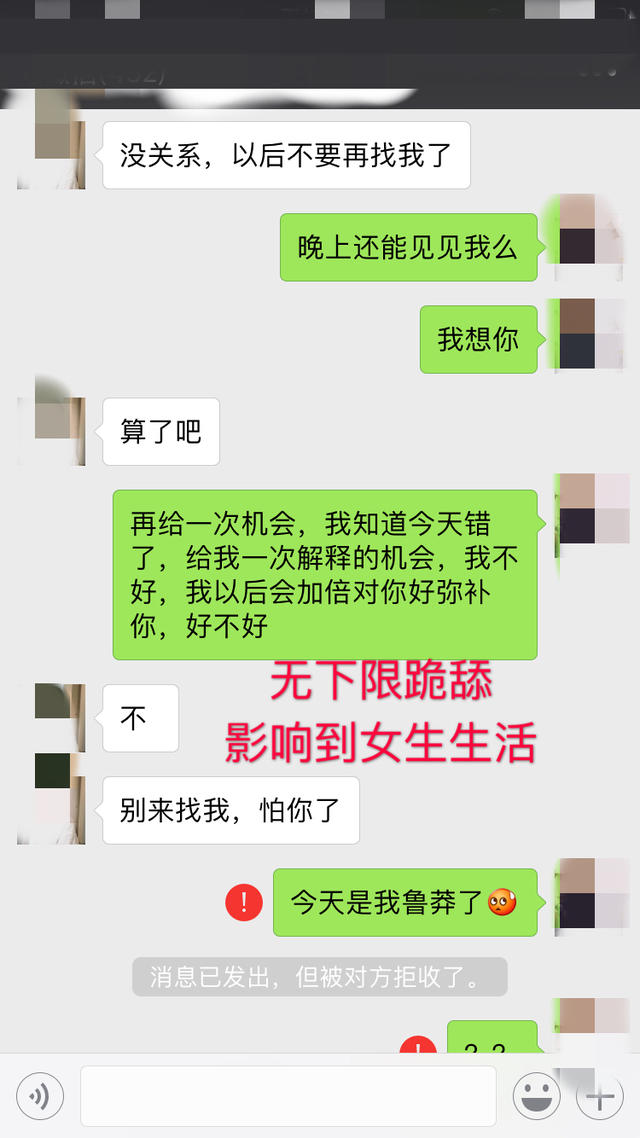 没关系，以后不要再找我了
晚上还能见见我么
我想你
算了吧
再给一次机会，我知道今天错
了，给我一次解释的机会，我不
好，我以后会加倍对你好弥补
你，好不好
无下限跪舔
影响到女生生活
不
别来找我，怕你了
今天是我鲁莽了🥺
消息已发出，但被对方拒收了。